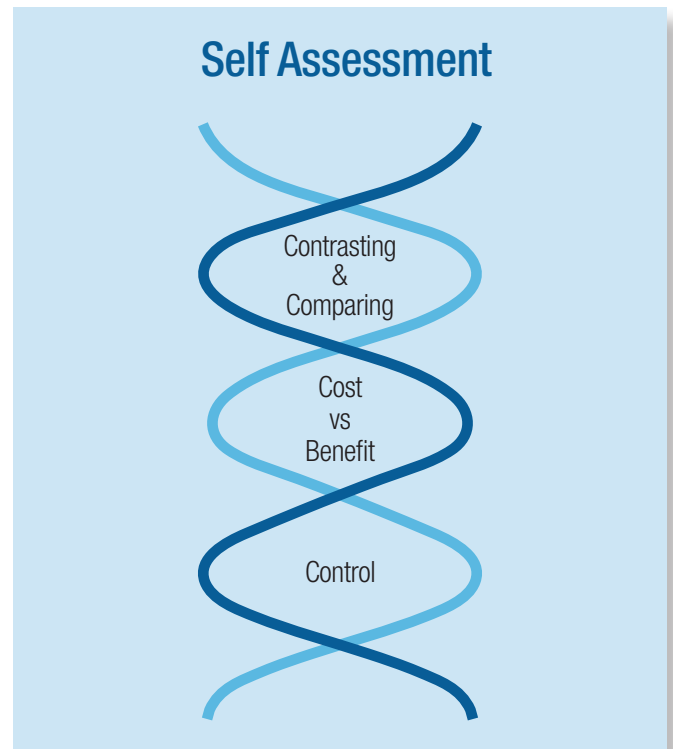 Self Assessment
Contrasting
&
Comparing
Cost
vs
Benefit
Control